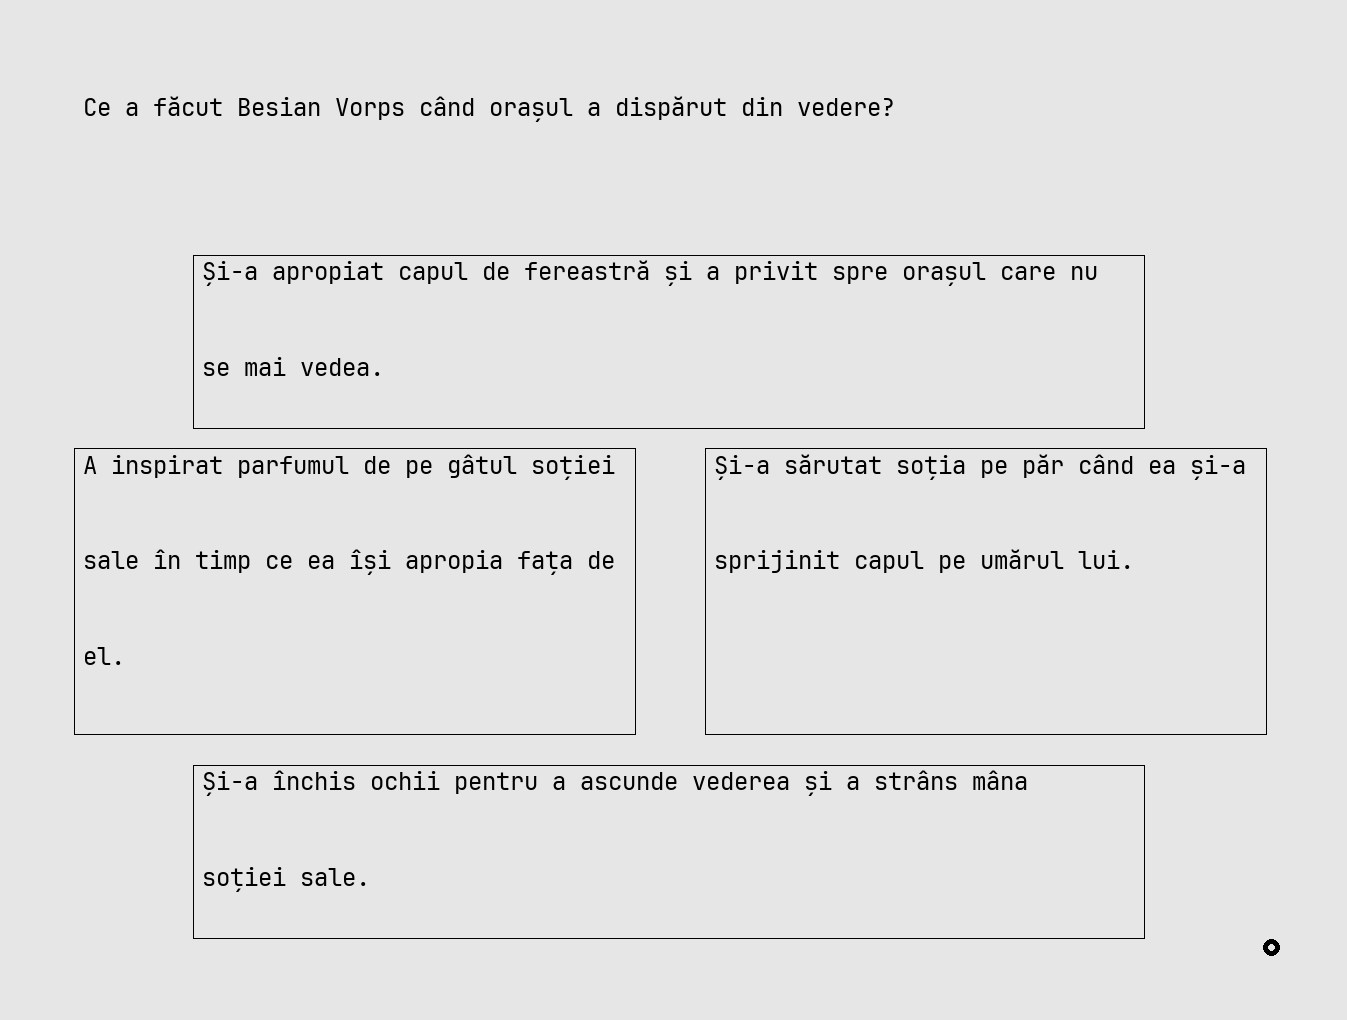 Ce a făcut Besian Vorps când orașul a dispărut din vedere?
Și-a apropiat capul de fereastră și a privit spre orașul care nu
se mai vedea.
A inspirat parfumul de pe gâtul soției
sale în timp ce ea își apropia fața de
el.
Și-a sărutat soția pe păr când ea și-a
sprijinit capul pe umărul lui.
Și-a închis ochii pentru a ascunde vederea și a strâns mâna
soției sale.